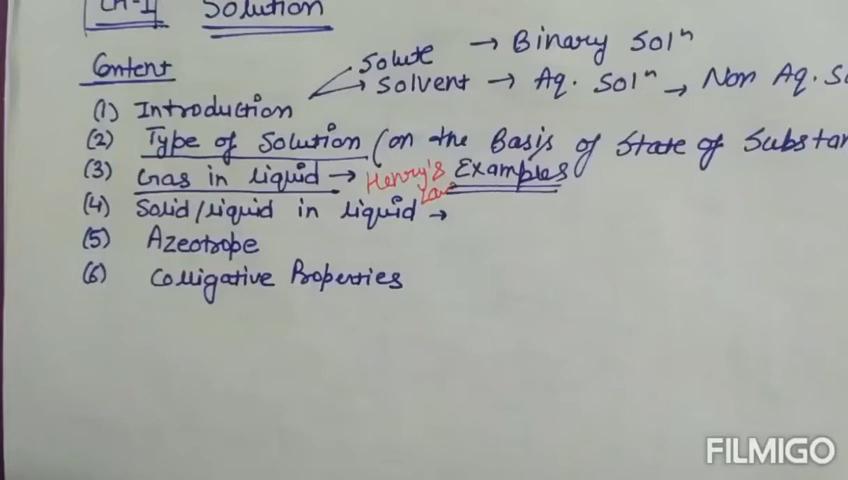 CH-1 Solution
Content
Solute → Binary Solⁿ
Solvent → Aq. Solⁿ → Non Aq. S
(1) Introduction
(2) Type of Solution (on the Basis of State of Substan
(3) Gas in liquid → Henry's Law Examples
(4) Solid/liquid in liquid →
(5) Azeotrope
(6) Colligative Properties
FILMIGO